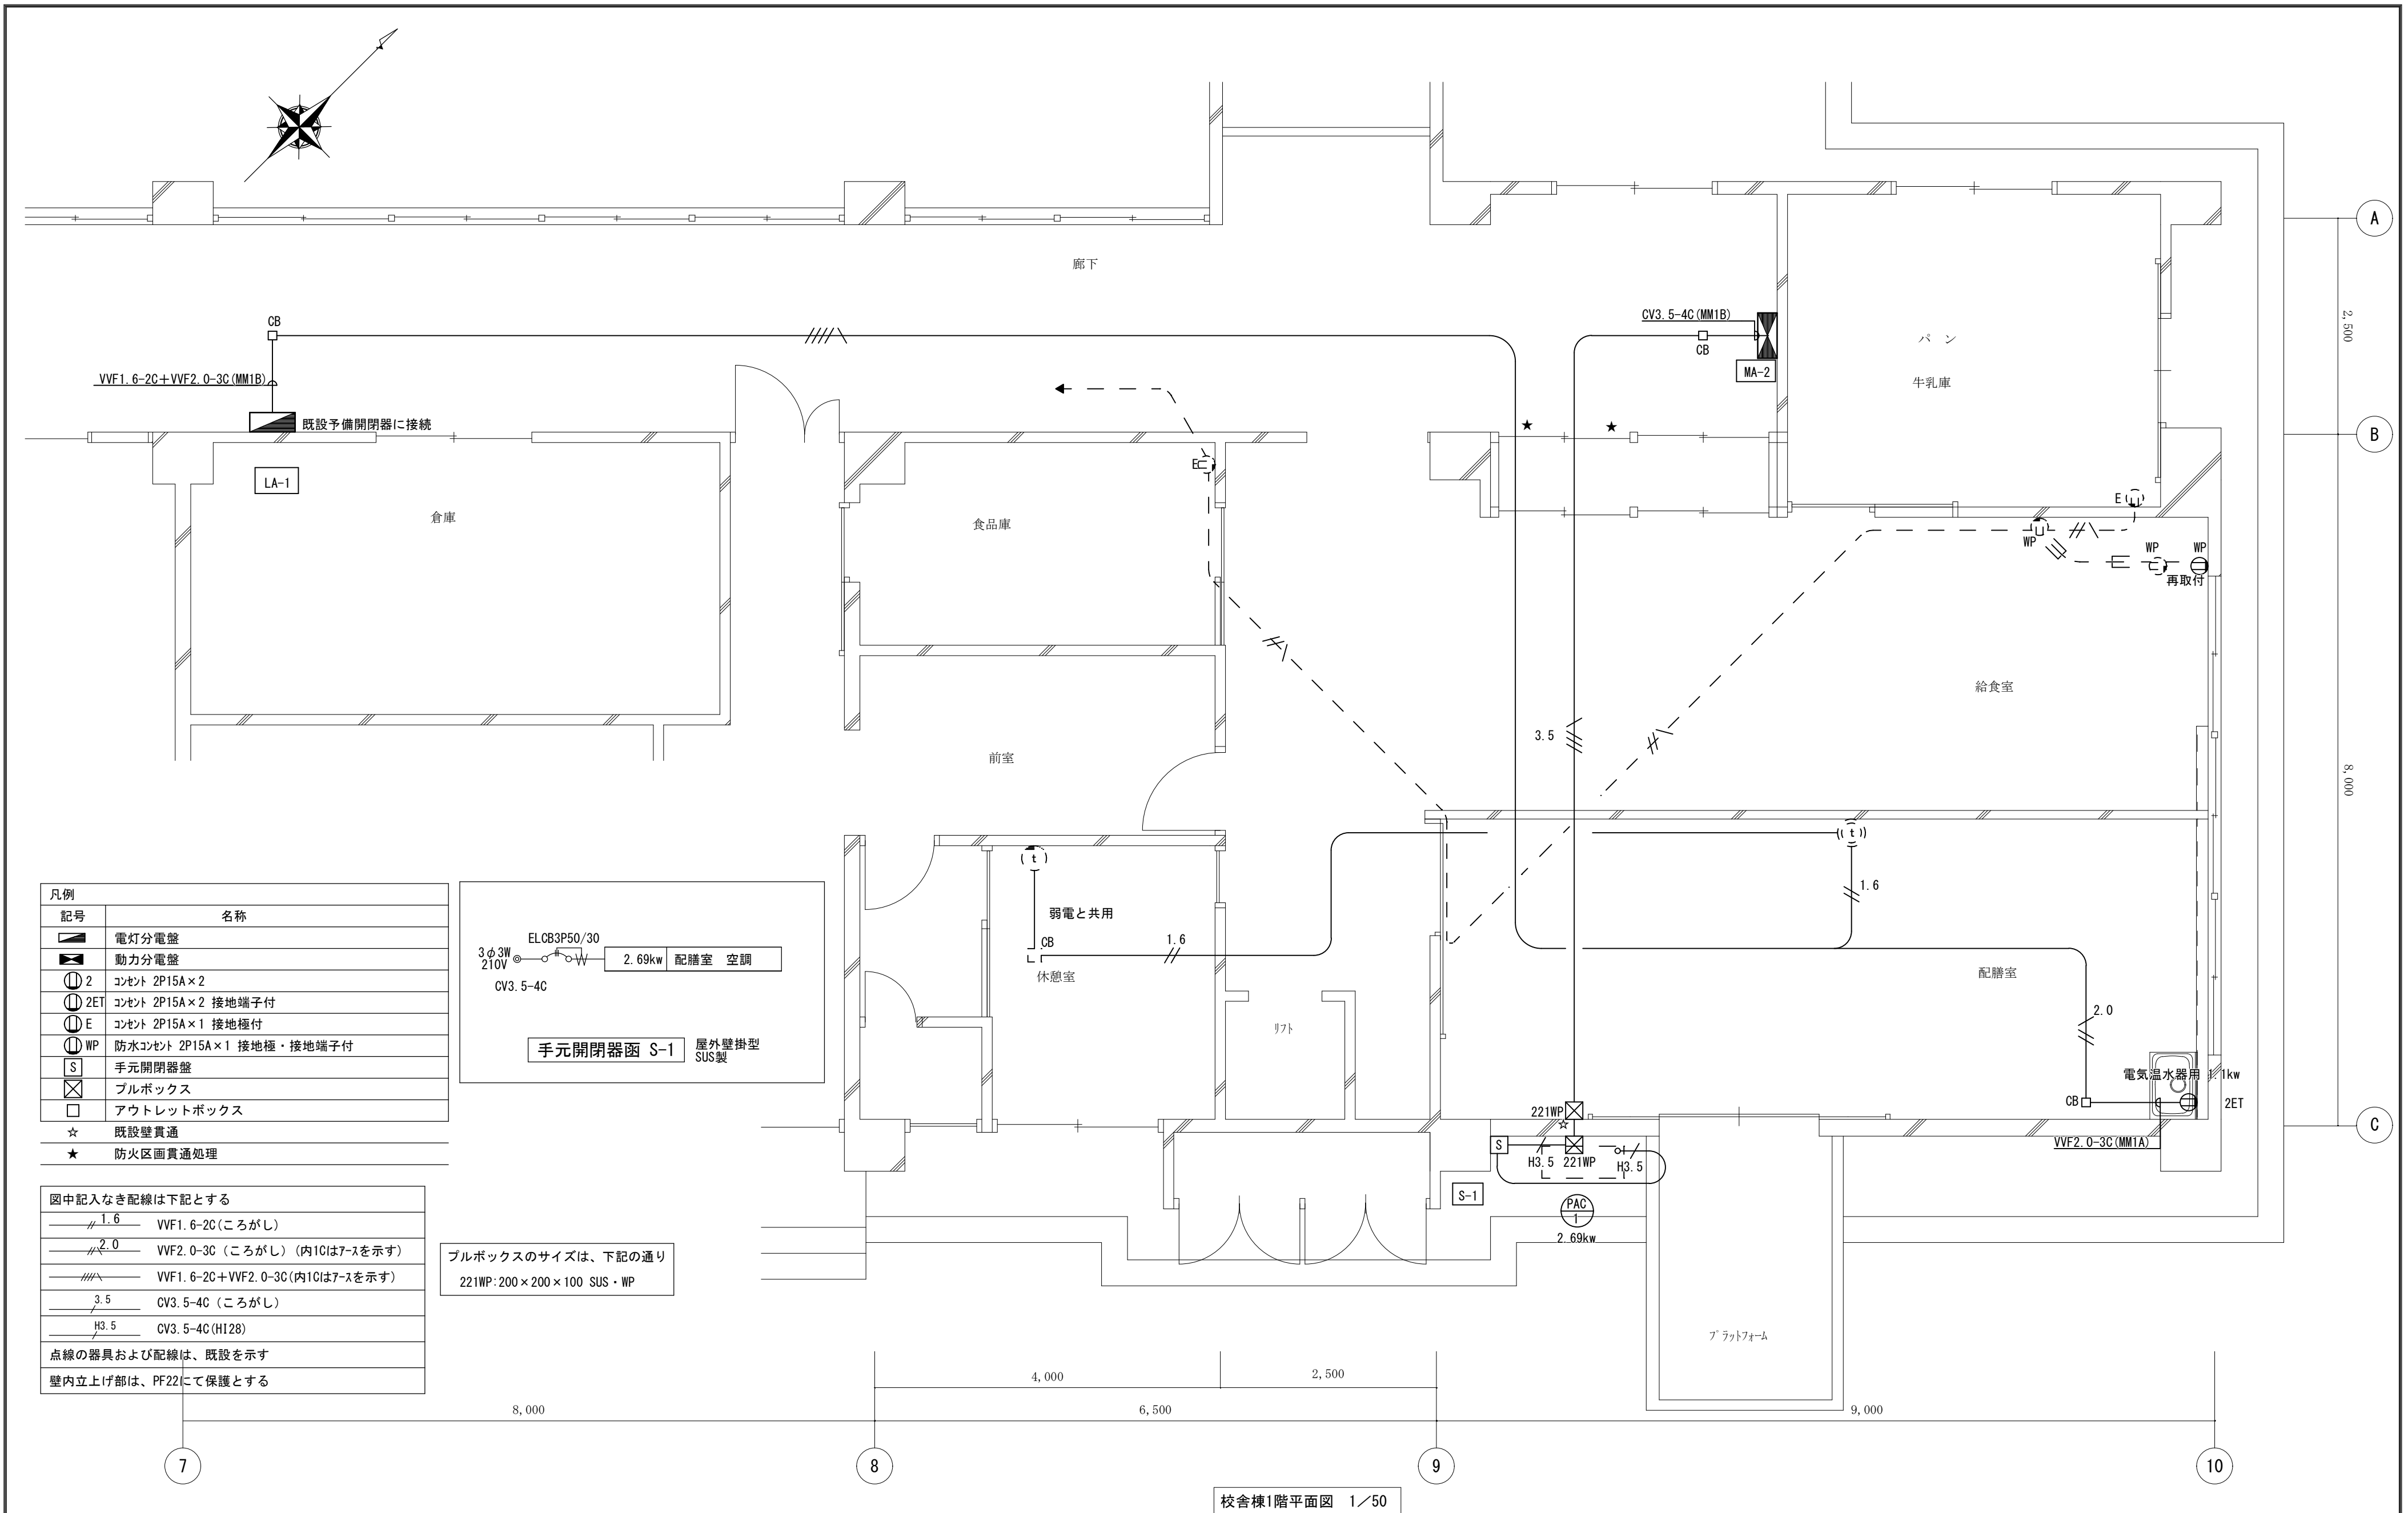 A
廊下
CB
CV3.5-4C(MM1B)
CB
MA-2
パン
牛乳庫
2,500
VVF1.6-2C+VVF2.0-3C(MM1B)
既設予備開閉器に接続
LA-1
倉庫
食品庫
E
★
★
B
E
WP
WP
WP
再取付
給食室
3.5
前室
8,000
(t)
((t))
1.6
弱電と共用
CB
1.6
休憩室
リフト
配膳室
2.0
電気温水器用 1.1kw
CB
2ET
VVF2.0-3C(MM1A)
C
221WP
☆
S
H3.5
221WP
H3.5
S-1
PAC
1
2.69kw
プラットフォーム
凡例
記号 名称
電灯分電盤
動力分電盤
2 コンセント 2P15A×2
2ET コンセント 2P15A×2 接地端子付
E コンセント 2P15A×1 接地極付
WP 防水コンセント 2P15A×1 接地極・接地端子付
S 手元開閉器盤
プルボックス
アウトレットボックス
☆ 既設壁貫通
★ 防火区画貫通処理
ELCB3P50/30
3φ3W
210V
2.69kw 配膳室 空調
CV3.5-4C
手元開閉器函 S-1
屋外壁掛型
SUS製
図中記入なき配線は下記とする
1.6 VVF1.6-2C(ころがし)
2.0 VVF2.0-3C (ころがし) (内1Cはアースを示す)
VVF1.6-2C+VVF2.0-3C(内1Cはアースを示す)
3.5 CV3.5-4C (ころがし)
H3.5 CV3.5-4C(HI28)
点線の器具および配線は、既設を示す
壁内立上げ部は、PF22にて保護とする
プルボックスのサイズは、下記の通り
221WP:200×200×100 SUS・WP
4,000
2,500
8,000
6,500
9,000
7
8
9
10
校舎棟1階平面図 1/50